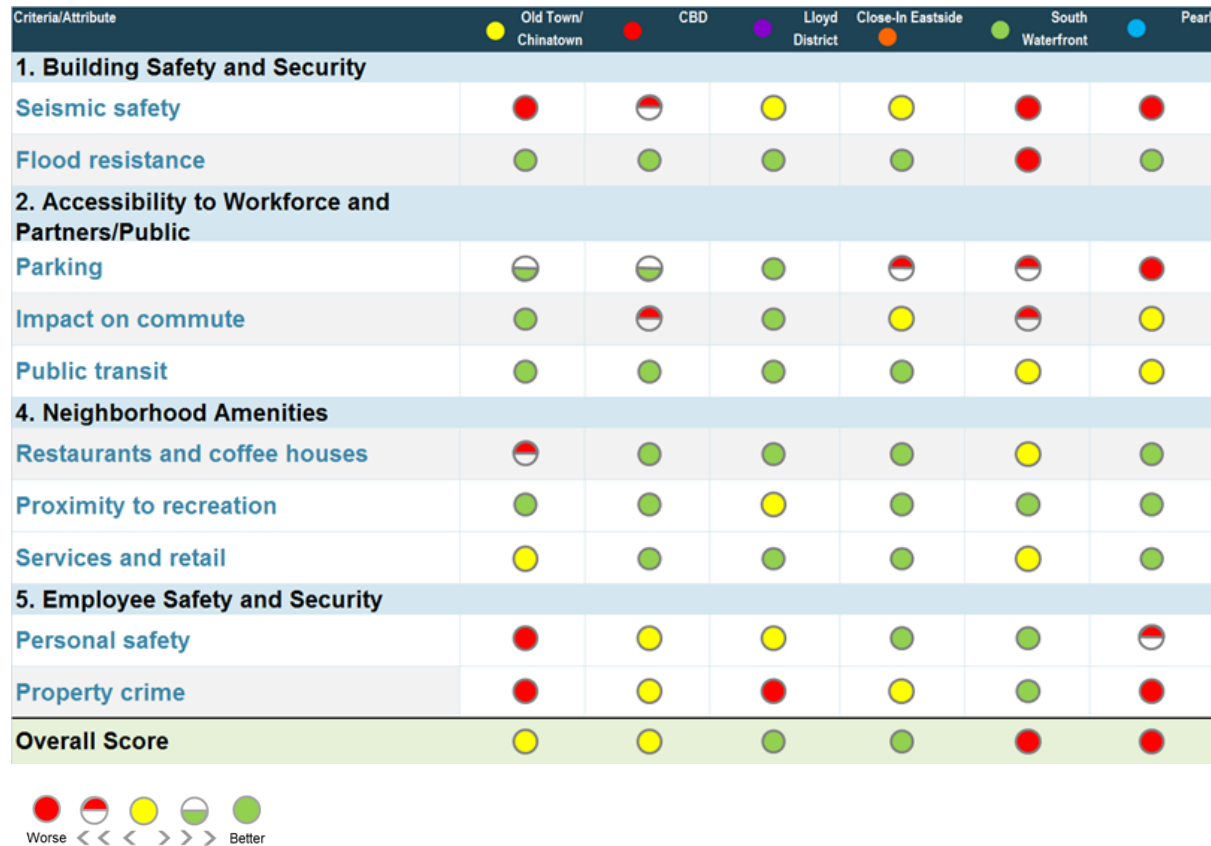 Criteria/Attribute Old Town/ CBD Lloyd Close-In Eastside South Pearl
Chinatown District Waterfront
1. Building Safety and Security
Seismic safety
Flood resistance
2. Accessibility to Workforce and
Partners/Public
Parking
Impact on commute
Public transit
4. Neighborhood Amenities
Restaurants and coffee houses
Proximity to recreation
Services and retail
5. Employee Safety and Security
Personal safety
Property crime
Overall Score
Worse < < < > > > Better